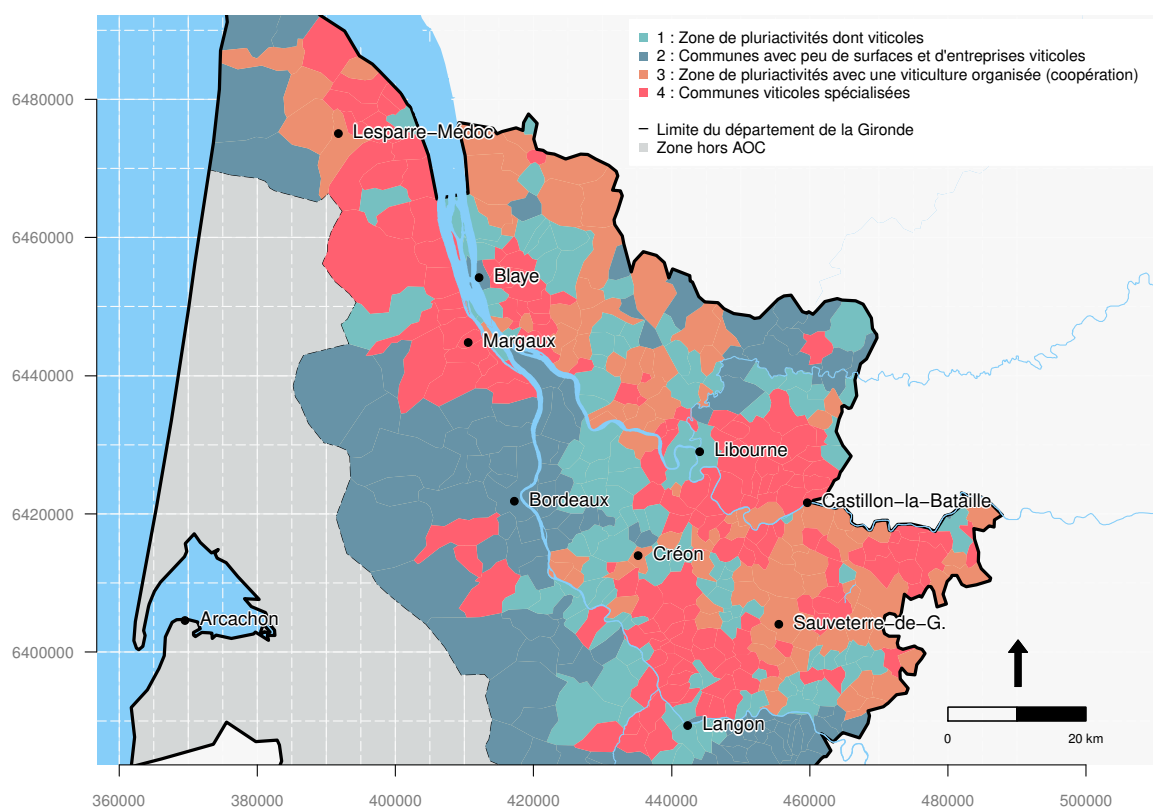 1 : Zone de pluriactivités dont viticoles
2 : Communes avec peu de surfaces et d'entreprises viticoles
3 : Zone de pluriactivités avec une viticulture organisée (coopération)
4 : Communes viticoles spécialisées
Limite du département de la Gironde
Zone hors AOC
6480000
Lesparre−Médoc
6460000
Blaye
Margaux
6440000
Libourne
Bordeaux
Castillon−la−Bataille
6420000
Créon
Arcachon
Sauveterre−de−G.
6400000
Langon
0
20 km
360000
380000
400000
420000
440000
460000
480000
500000